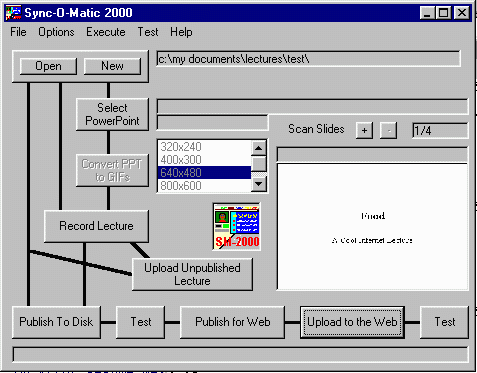 Sync-O-Matic 2000
File Options Execute Test Help
Open New
c:\my documents\lectures\test\
Select
PowerPoint
Scan Slides + - 1/4
Convert PPT
to GIFs
320x240
400x300
640x480
800x600
Record Lecture
SM-2000
A Cool Internet Lecture
Upload Unpublished
Lecture
Publish To Disk
Test
Publish for Web
Upload to the Web
Test